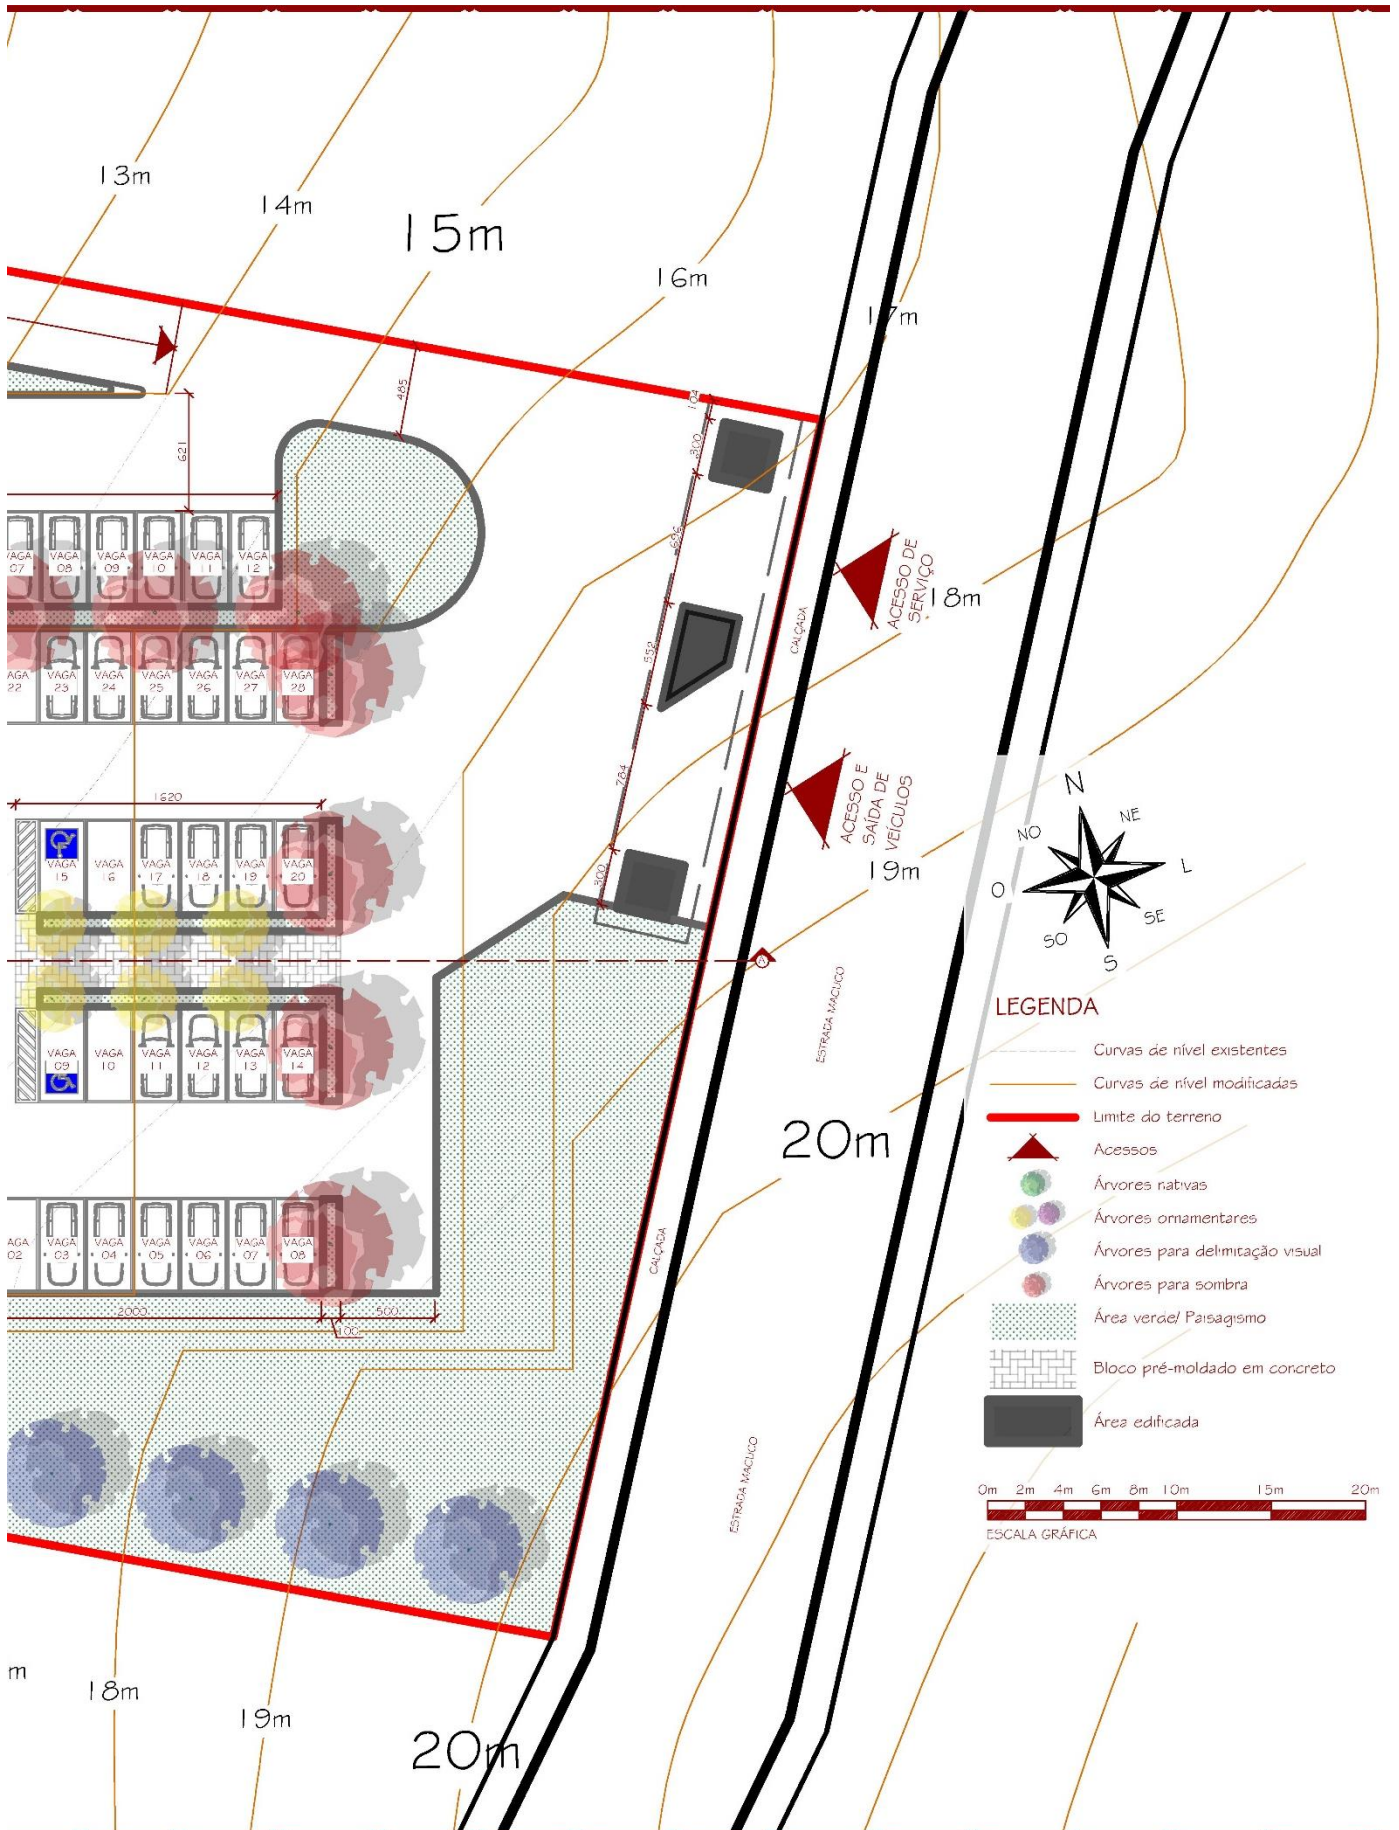 13m
14m
15m
16m
17m
485
104
300
621
696
ACESSO DE
SERVIÇO
18m
CALÇADA
552
VAGA
07
VAGA
08
VAGA
09
VAGA
10
VAGA
11
VAGA
12
VAGA
22
VAGA
23
VAGA
24
VAGA
25
VAGA
26
VAGA
27
VAGA
28
784
ACESSO E
SAÍDA DE
VEÍCULOS
19m
1620
VAGA
15
VAGA
16
VAGA
17
VAGA
18
VAGA
19
VAGA
20
300
N
NE
L
SE
S
SO
O
NO
A
ESTRADA MACUCO
VAGA
09
VAGA
10
VAGA
11
VAGA
12
VAGA
13
VAGA
14
20m
CALÇADA
AGA
02
VAGA
03
VAGA
04
VAGA
05
VAGA
06
VAGA
07
VAGA
08
2000
100
500
ESTRADA MACUCO
LEGENDA
Curvas de nível existentes
Curvas de nível modificadas
Limite do terreno
Acessos
Árvores nativas
Árvores ornamentares
Árvores para delimitação visual
Árvores para sombra
Área verde/ Paisagismo
Bloco pré-moldado em concreto
Área edificada
0m 2m 4m 6m 8m 10m 15m 20m
ESCALA GRÁFICA
m
18m
19m
20m